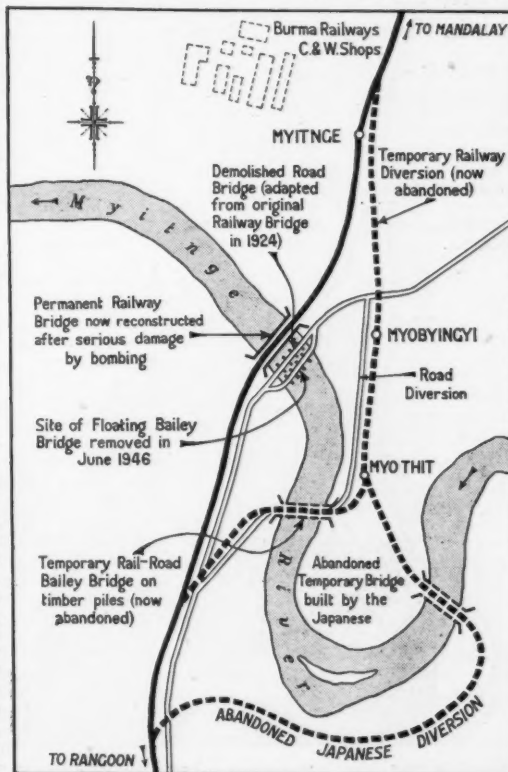 TO MANDALAY
Burma Railways
C. & W. Shops
MYITNGE
Demolished Road
Bridge (adapted
from original
Railway Bridge
in 1924)
Temporary Railway
Diversion (now
abandoned)
Myitnge
Permanent Railway
Bridge now reconstructed
after serious damage
by bombing
MYOBYINGYI
Road
Diversion
Site of Floating Bailey
Bridge removed in
June 1946
MYO THIT
Temporary Rail-Road
Bailey Bridge on
timber piles (now
abandoned)
River
Abandoned
Temporary Bridge
built by the
Japanese
ABANDONED JAPANESE DIVERSION
TO RANGOON